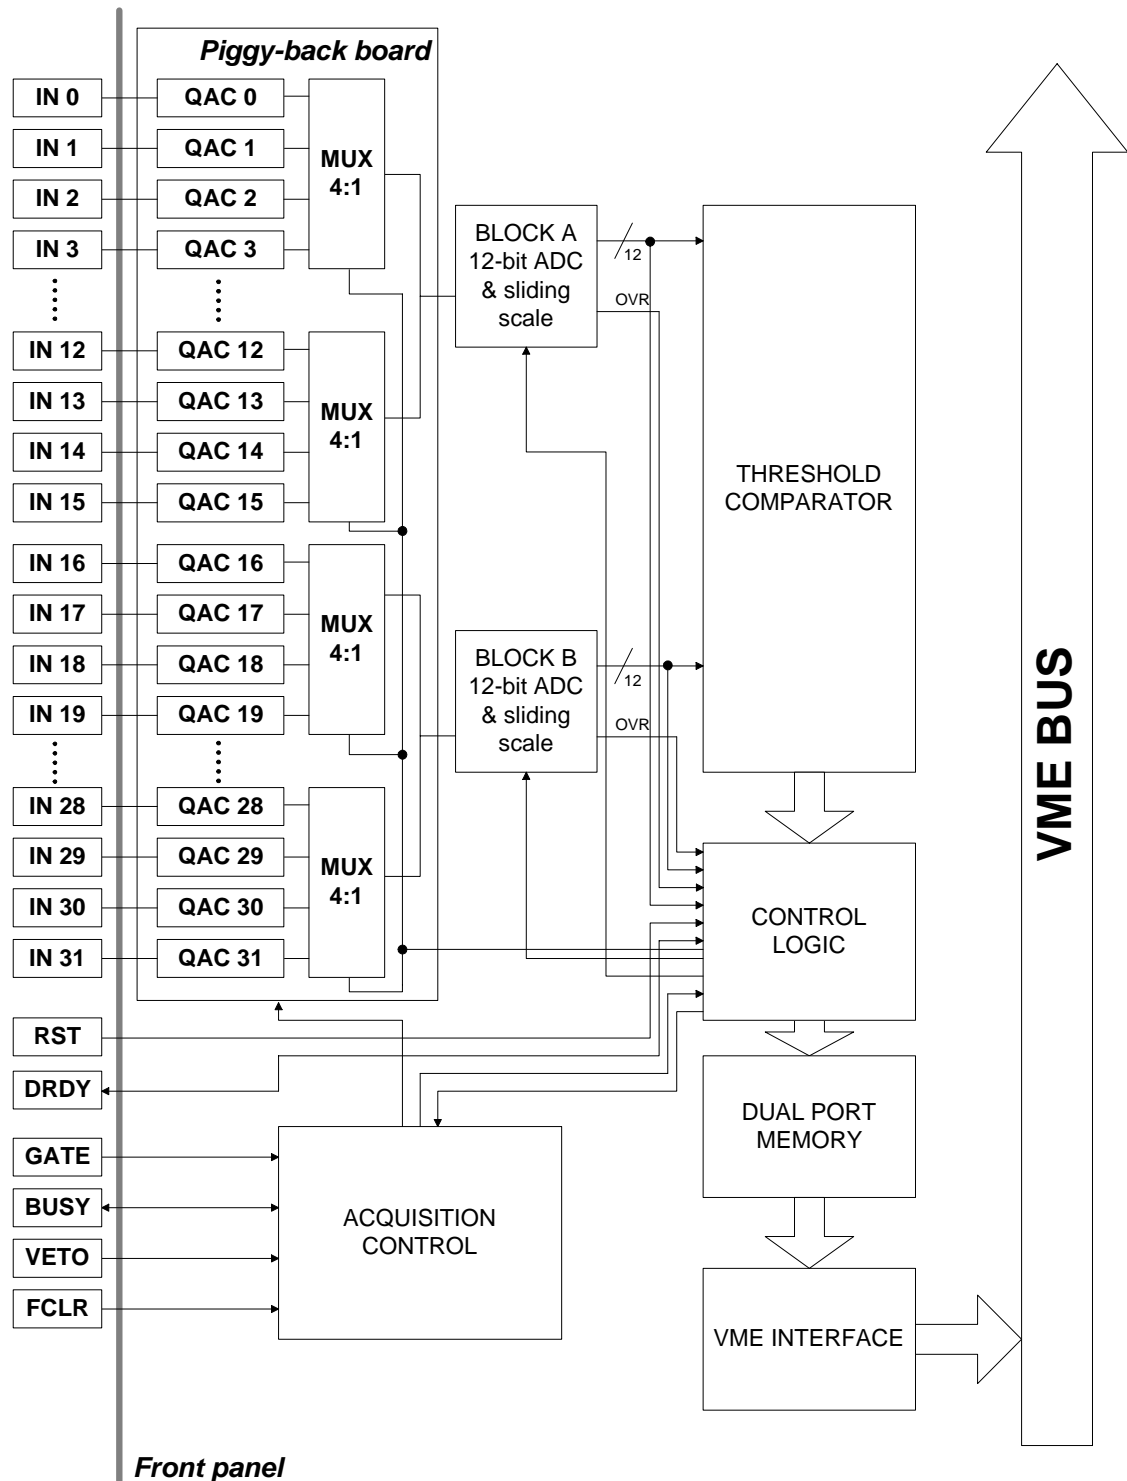 Piggy-back board
IN 0
QAC 0
IN 1
QAC 1
IN 2
QAC 2
IN 3
QAC 3
MUX
4:1
IN 12
QAC 12
IN 13
QAC 13
IN 14
QAC 14
IN 15
QAC 15
MUX
4:1
IN 16
QAC 16
IN 17
QAC 17
IN 18
QAC 18
IN 19
QAC 19
MUX
4:1
IN 28
QAC 28
IN 29
QAC 29
IN 30
QAC 30
IN 31
QAC 31
MUX
4:1
BLOCK A
12-bit ADC
& sliding
scale
12
OVR
BLOCK B
12-bit ADC
& sliding
scale
12
OVR
THRESHOLD
COMPARATOR
CONTROL
LOGIC
DUAL PORT
MEMORY
VME INTERFACE
VME BUS
RST
DRDY
GATE
BUSY
VETO
FCLR
ACQUISITION
CONTROL
Front panel